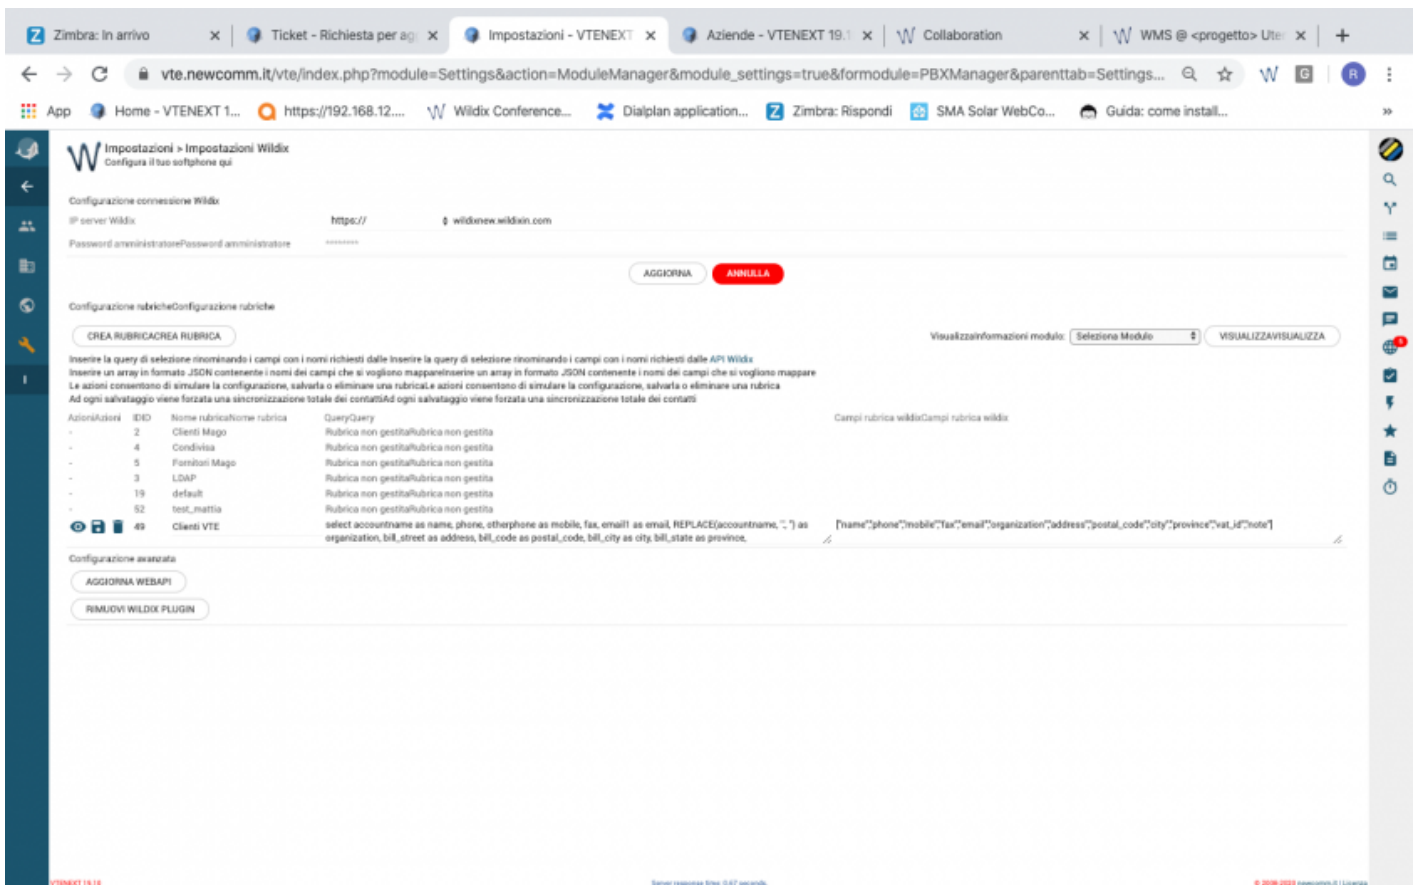 Zimbra: In arrivo
Ticket - Richiesta per ag
Impostazioni - VTENEXT
Aziende - VTENEXT 19.1
Collaboration
WMS @ <progetto> Ute
vte.newcomm.it/vte/index.php?module=Settings&action=ModuleManager&module_settings=true&formodule=PBXManager&parenttab=Settings...
App
Home - VTENEXT 1...
https://192.168.12....
Wildix Conference...
Dialplan application...
Zimbra: Rispondi
SMA Solar WebCo...
Guida: come install...
Impostazioni > Impostazioni Wildix
Configura il tuo softphone qui
Configurazione connessione Wildix
IP server Wildix https:// wildixnew.wildixin.com
Password amministratorePassword amministratore ********
AGGIORNA ANNULLA
Configurazione rubricheConfigurazione rubriche
CREA RUBRICACREA RUBRICA VisualizzaInformazioni modulo: Seleziona Modulo VISUALIZZAVISUALIZZA
Inserire la query di selezione rinominando i campi con i nomi richiesti dalle Inserire la query di selezione rinominando i campi con i nomi richiesti dalle API Wildix
Inserire un array in formato JSON contenente i nomi dei campi che si vogliono mappareInserire un array in formato JSON contenente i nomi dei campi che si vogliono mappare
Le azioni consentono di simulare la configurazione, salvarla o eliminare una rubricaLe azioni consentono di simulare la configurazione, salvarla o eliminare una rubrica
Ad ogni salvataggio viene forzata una sincronizzazione totale dei contattiAd ogni salvataggio viene forzata una sincronizzazione totale dei contatti
AzioniAzioni IDID Nome rubricaNome rubrica QueryQuery Campi rubrica wildixCampi rubrica wildix
- 2 Clienti Mago Rubrica non gestitaRubrica non gestita
- 4 Condivisa Rubrica non gestitaRubrica non gestita
- 5 Fornitori Mago Rubrica non gestitaRubrica non gestita
- 3 LDAP Rubrica non gestitaRubrica non gestita
- 19 default Rubrica non gestitaRubrica non gestita
- 52 test_mattia Rubrica non gestitaRubrica non gestita
49 Clienti VTE select accountname as name, phone, otherphone as mobile, fax, email1 as email, REPLACE(accountname, '.', '') as ["name","phone","mobile","fax","email","organization","address","postal_code","city","province","vat_id","note"]
organization, bill_street as address, bill_code as postal_code, bill_city as city, bill_state as province,
Configurazione avanzata
AGGIORNA WEBAPI
RIMUOVI WILDIX PLUGIN
Server response time: 0.67 seconds.